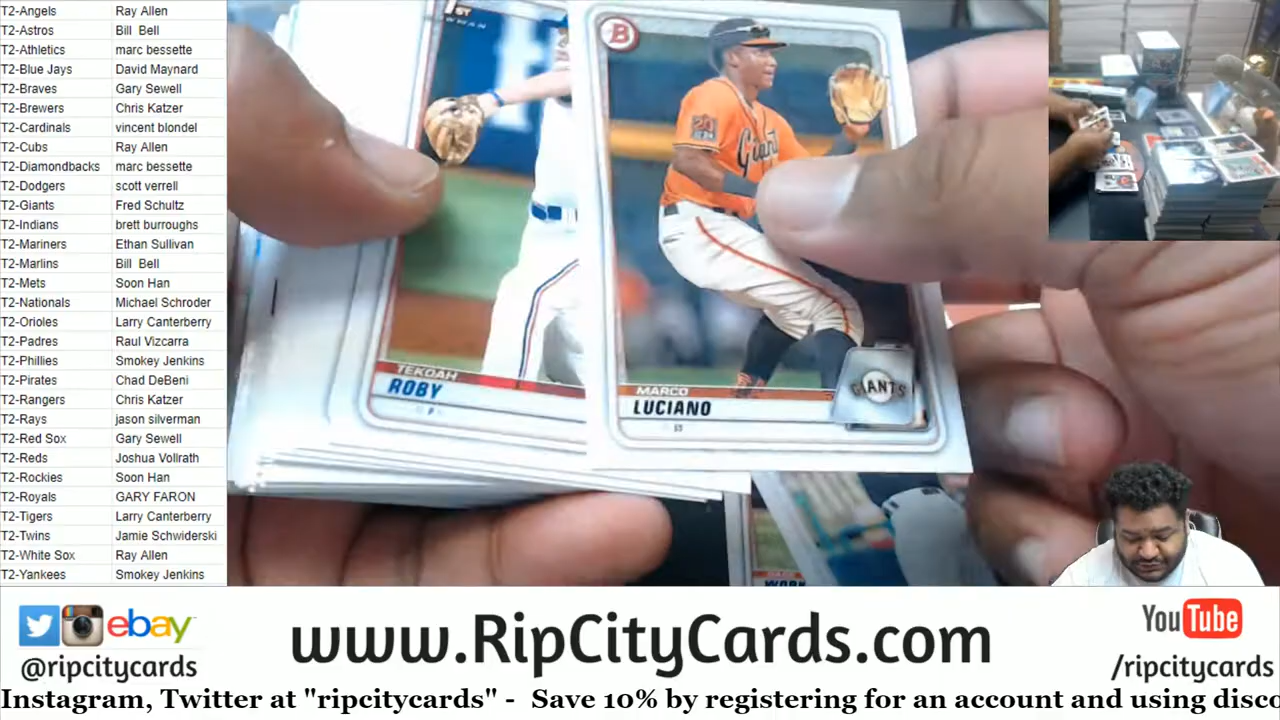 T2-Angels Ray Allen
T2-Astros Bill Bell
T2-Athletics marc bessette
T2-Blue Jays David Maynard
T2-Braves Gary Sewell
T2-Brewers Chris Katzer
T2-Cardinals vincent blondel
T2-Cubs Ray Allen
T2-Diamondbacks marc bessette
T2-Dodgers scott verrell
T2-Giants Fred Schultz
T2-Indians brett burroughs
T2-Mariners Ethan Sullivan
T2-Marlins Bill Bell
T2-Mets Soon Han
T2-Nationals Michael Schroder
T2-Orioles Larry Canterberry
T2-Padres Raul Vizcarra
T2-Phillies Smokey Jenkins
T2-Pirates Chad DeBeni
T2-Rangers Chris Katzer
T2-Rays jason silverman
T2-Red Sox Gary Sewell
T2-Reds Joshua Vollrath
T2-Rockies Soon Han
T2-Royals GARY FARON
T2-Tigers Larry Canterberry
T2-Twins Jamie Schwiderski
T2-White Sox Ray Allen
T2-Yankees Smokey Jenkins
1ST
B
Giants
TEKOAH
ROBY
P
MARCO
LUCIANO
SS
GIANTS
ebay
@ripcitycards
www.RipCityCards.com
YouTube
/ripcitycards
Instagram, Twitter at "ripcitycards" - Save 10% by registering for an account and using disco